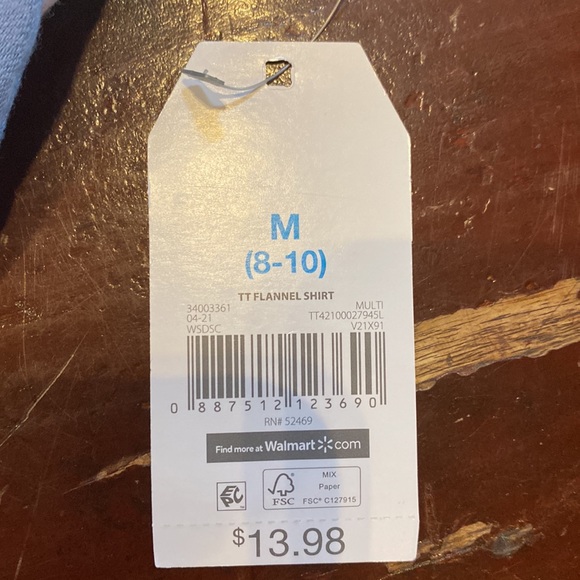 M
(8-10)
TT FLANNEL SHIRT
34003361 MULTI
04-21 TT42100027945L
WSDSC V21X91
0 887512 123690
RN# 52469
Find more at Walmart com
EPC
FSC
MIX
Paper
FSC® C127915
$13.98